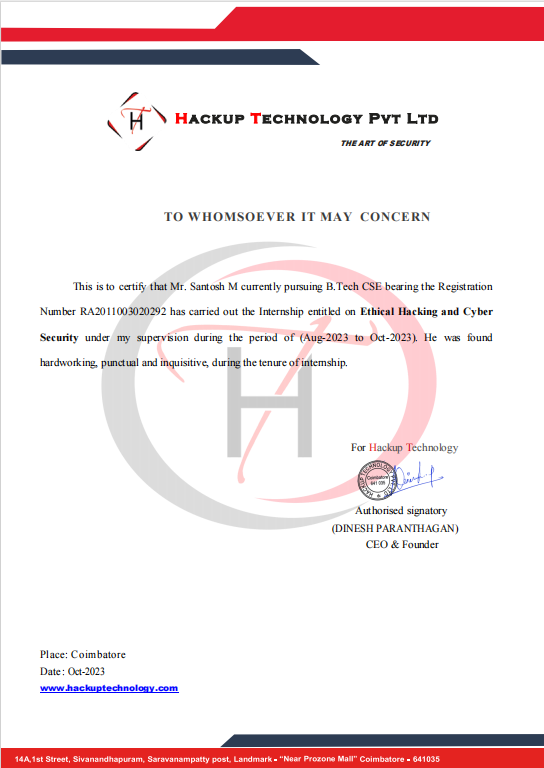 HT
HACKUP TECHNOLOGY PVT LTD
THE ART OF SECURITY
TO WHOMSOEVER IT MAY CONCERN
This is to certify that Mr. Santosh M currently pursuing B.Tech CSE bearing the Registration
Number RA2011003020292 has carried out the Internship entitled on Ethical Hacking and Cyber
Security under my supervision during the period of (Aug-2023 to Oct-2023). He was found
hardworking, punctual and inquisitive, during the tenure of internship.
For Hackup Technology
HACKUP TECHNOLOGY PVT LTD
Coimbatore
641 035
Authorised signatory
(DINESH PARANTHAGAN)
CEO & Founder
Place: Coimbatore
Date: Oct-2023
www.hackuptechnology.com
14A,1st Street, Sivanandhapuram, Saravanampatty post, Landmark - "Near Prozone Mall" Coimbatore - 641035